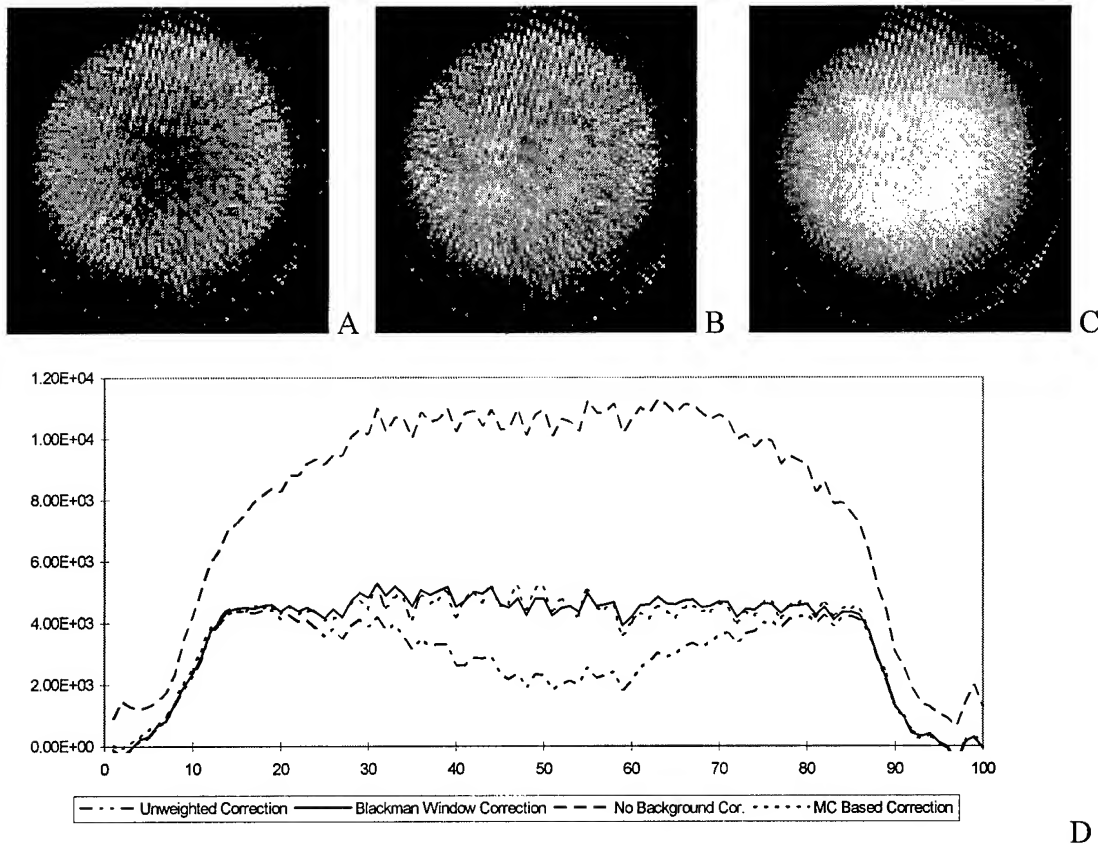 A
B
C
1.20E+04
1.00E+04
8.00E+03
6.00E+03
4.00E+03
2.00E+03
0.00E+00
0 10 20 30 40 50 60 70 80 90 100
Unweighted Correction Blackman Window Correction No Background Cor. MC Based Correction
D